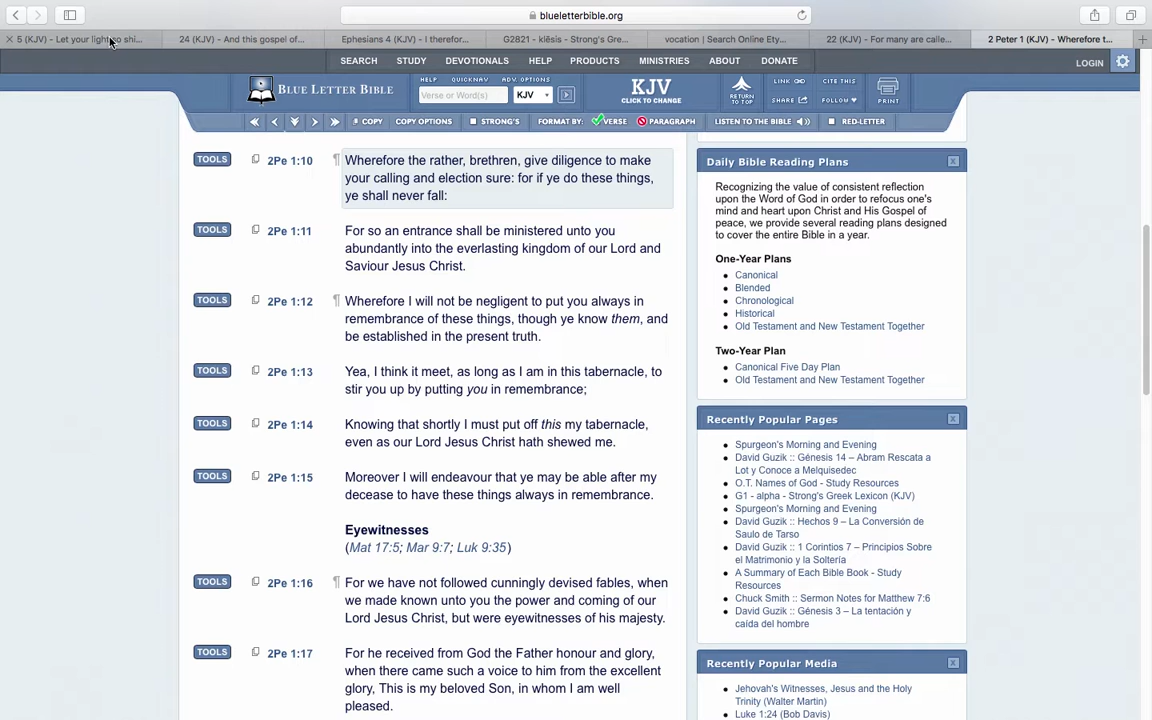 blueletterbible.org
5 (KJV) - Let your light so shi...
24 (KJV) - And this gospel of...
Ephesians 4 (KJV) - I therefor...
G2821 - klēsis - Strong's Gre...
vocation | Search Online Ety...
22 (KJV) - For many are calle...
2 Peter 1 (KJV) - Wherefore t...
SEARCH STUDY DEVOTIONALS HELP PRODUCTS MINISTRIES ABOUT DONATE LOGIN
BLUE LETTER BIBLE
HELP QUICKNAV ADV. OPTIONS
Verse or Word(s) KJV
KJV
CLICK TO CHANGE
RETURN TO TOP
LINK
SHARE
CITE THIS
FOLLOW
PRINT
COPY COPY OPTIONS STRONG'S FORMAT BY: VERSE PARAGRAPH LISTEN TO THE BIBLE RED-LETTER
TOOLS 2Pe 1:10 ¶ Wherefore the rather, brethren, give diligence to make
your calling and election sure: for if ye do these things,
ye shall never fall:
TOOLS 2Pe 1:11 For so an entrance shall be ministered unto you
abundantly into the everlasting kingdom of our Lord and
Saviour Jesus Christ.
TOOLS 2Pe 1:12 ¶ Wherefore I will not be negligent to put you always in
remembrance of these things, though ye know them, and
be established in the present truth.
TOOLS 2Pe 1:13 Yea, I think it meet, as long as I am in this tabernacle, to
stir you up by putting you in remembrance;
TOOLS 2Pe 1:14 Knowing that shortly I must put off this my tabernacle,
even as our Lord Jesus Christ hath shewed me.
TOOLS 2Pe 1:15 Moreover I will endeavour that ye may be able after my
decease to have these things always in remembrance.
Eyewitnesses
(Mat 17:5; Mar 9:7; Luk 9:35)
TOOLS 2Pe 1:16 ¶ For we have not followed cunningly devised fables, when
we made known unto you the power and coming of our
Lord Jesus Christ, but were eyewitnesses of his majesty.
TOOLS 2Pe 1:17 For he received from God the Father honour and glory,
when there came such a voice to him from the excellent
glory, This is my beloved Son, in whom I am well
pleased.
Daily Bible Reading Plans
Recognizing the value of consistent reflection
upon the Word of God in order to refocus one's
mind and heart upon Christ and His Gospel of
peace, we provide several reading plans designed
to cover the entire Bible in a year.
One-Year Plans
Canonical
Blended
Chronological
Historical
Old Testament and New Testament Together
Two-Year Plan
Canonical Five Day Plan
Old Testament and New Testament Together
Recently Popular Pages
Spurgeon's Morning and Evening
David Guzik :: Génesis 14 – Abram Rescata a
Lot y Conoce a Melquisedec
O.T. Names of God - Study Resources
G1 - alpha - Strong's Greek Lexicon (KJV)
Spurgeon's Morning and Evening
David Guzik :: Hechos 9 – La Conversión de
Saulo de Tarso
David Guzik :: 1 Corintios 7 – Principios Sobre
el Matrimonio y la Soltería
A Summary of Each Bible Book - Study
Resources
Chuck Smith :: Sermon Notes for Matthew 7:6
David Guzik :: Génesis 3 – La tentación y
caída del hombre
Recently Popular Media
Jehovah's Witnesses, Jesus and the Holy
Trinity (Walter Martin)
Luke 1:24 (Bob Davis)